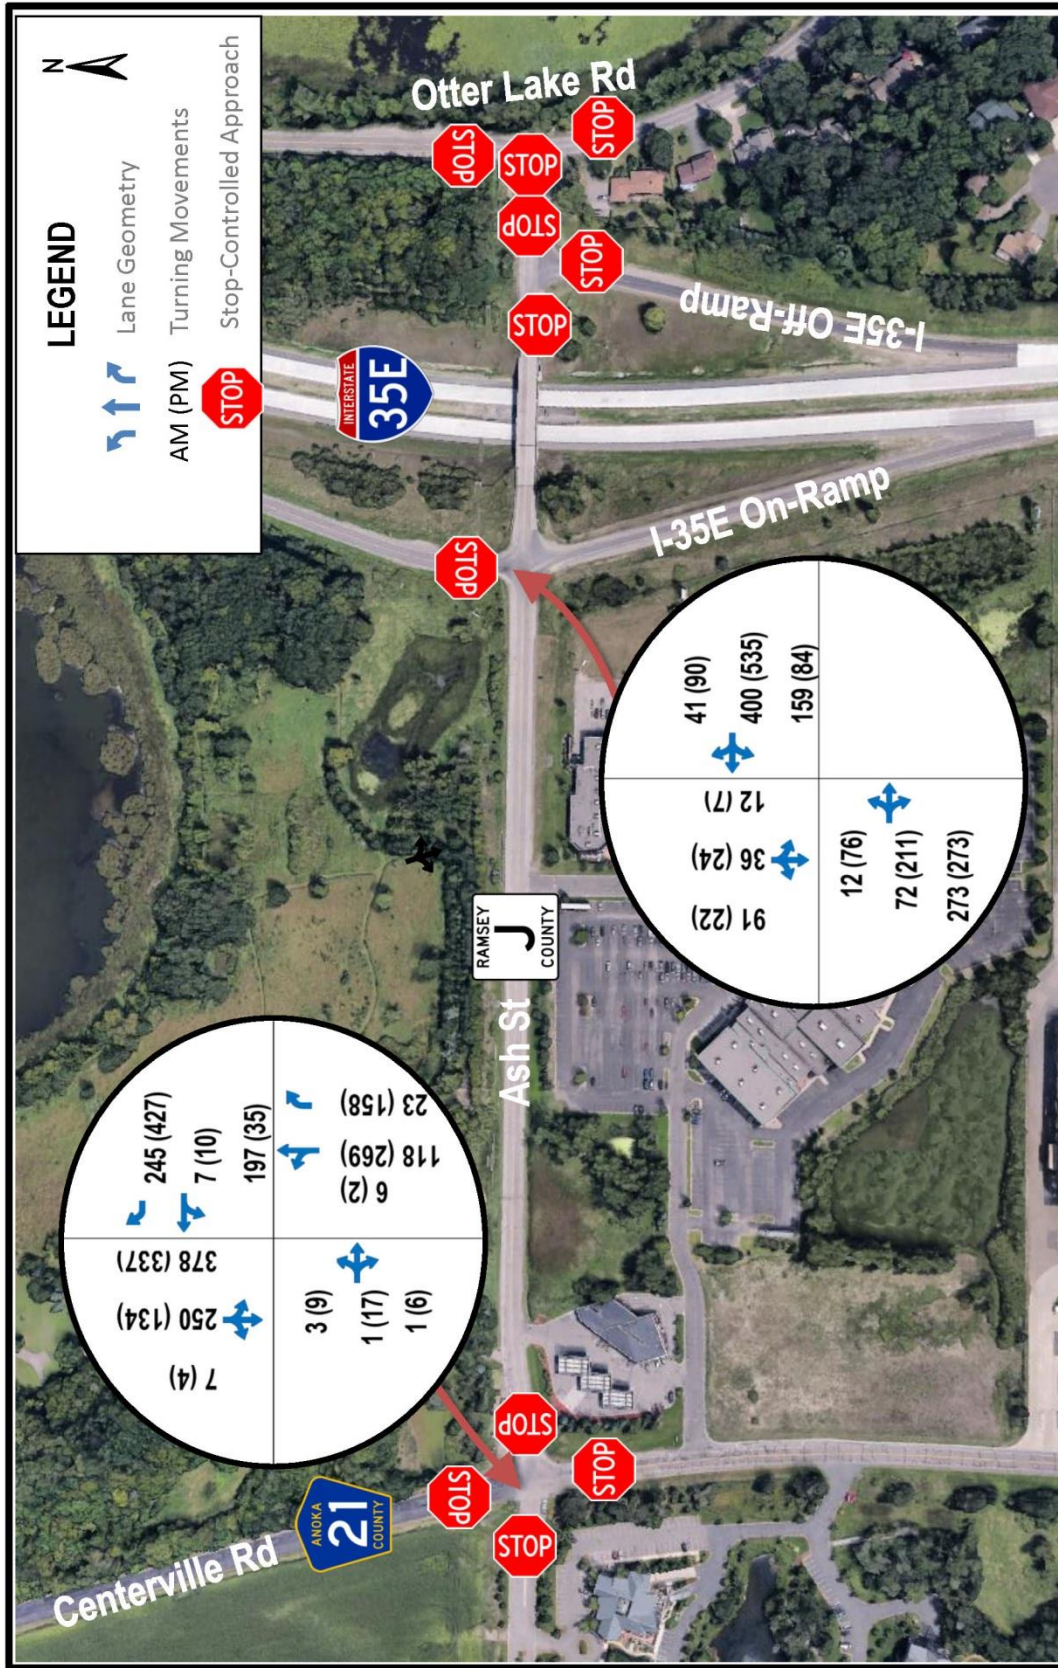 LEGEND
Lane Geometry
AM (PM) Turning Movements
STOP Stop-Controlled Approach
N
Otter Lake Rd
STOP
STOP
STOP
STOP
STOP
STOP
I-35E Off-Ramp
INTERSTATE
35E
STOP
I-35E On-Ramp
41 (90)
400 (535)
159 (84)
12 (7)
36 (24)
91 (22)
12 (76)
72 (211)
273 (273)
RAMSEY
J
COUNTY
Ash St
245 (427)
7 (10)
197 (35)
378 (337)
250 (134)
7 (4)
3 (9)
1 (17)
1 (6)
6 (2)
118 (269)
23 (158)
STOP
STOP
STOP
STOP
ANOKA
21
COUNTY
Centerville Rd